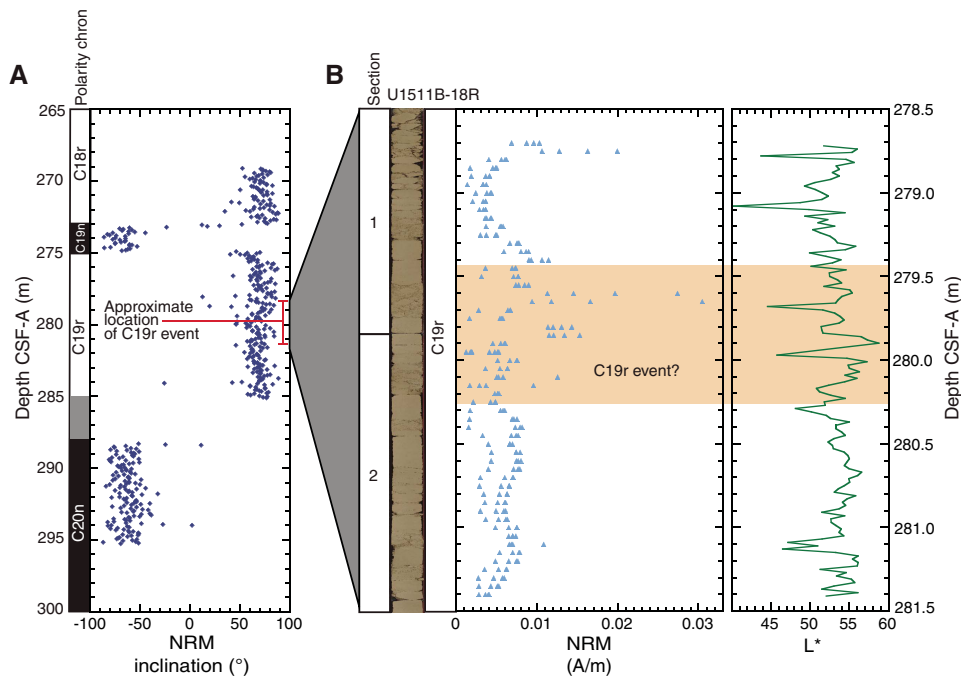 A
B
Polarity chron
Section
U1511B-18R
Depth CSF-A (m)
265
270
275
280
285
290
295
300
C18r
C19n
C19r
C20n
Approximate
location
of C19r event
-100
-50
0
50
100
NRM
inclination (°)
1
2
C19r
C19r event?
0
0.01
0.02
0.03
NRM
(A/m)
45
50
55
60
L*
278.5
279.0
279.5
280.0
280.5
281.0
281.5
Depth CSF-A (m)